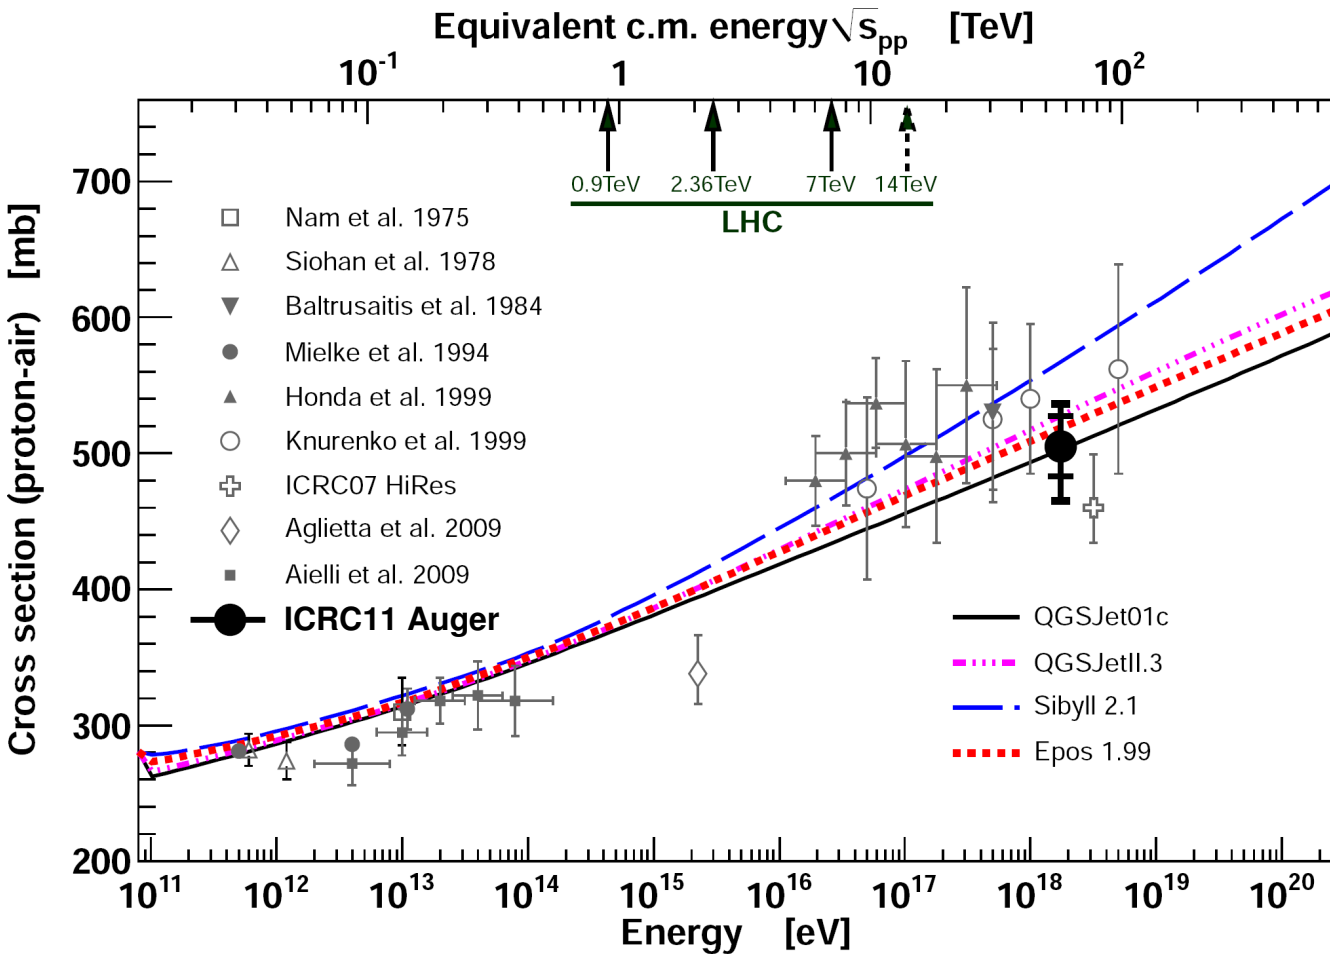 Equivalent c.m. energy √s_pp [TeV]
10^-1 1 10 10^2
0.9TeV 2.36TeV 7TeV 14TeV
LHC
Cross section (proton-air) [mb]
700
600
500
400
300
200
Nam et al. 1975
Siohan et al. 1978
Baltrusaitis et al. 1984
Mielke et al. 1994
Honda et al. 1999
Knurenko et al. 1999
ICRC07 HiRes
Aglietta et al. 2009
Aielli et al. 2009
ICRC11 Auger
QGSJet01c
QGSJetII.3
Sibyll 2.1
Epos 1.99
10^11 10^12 10^13 10^14 10^15 10^16 10^17 10^18 10^19 10^20
Energy [eV]